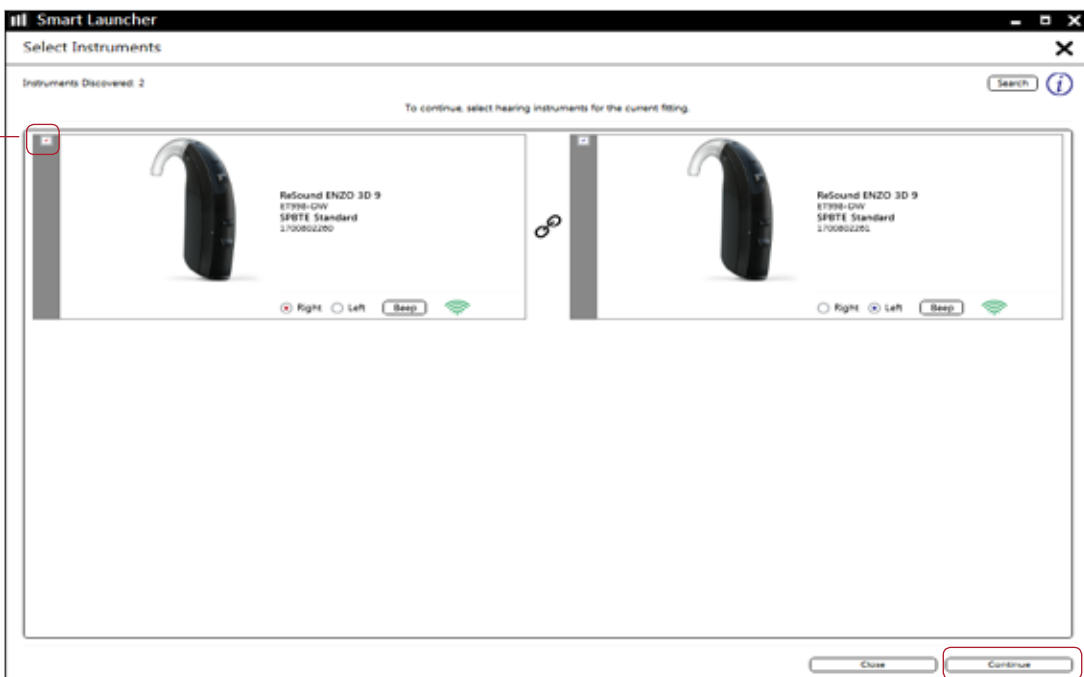 Smart Launcher
Select Instruments
Instruments Discovered: 2
Search
To continue, select hearing instruments for the current fitting.
ReSound ENZO 3D 9
ET998-DW
SPBTE Standard
1700802260
Right Left Beep
ReSound ENZO 3D 9
ET998-DW
SPBTE Standard
1700802261
Right Left Beep
Close Continue